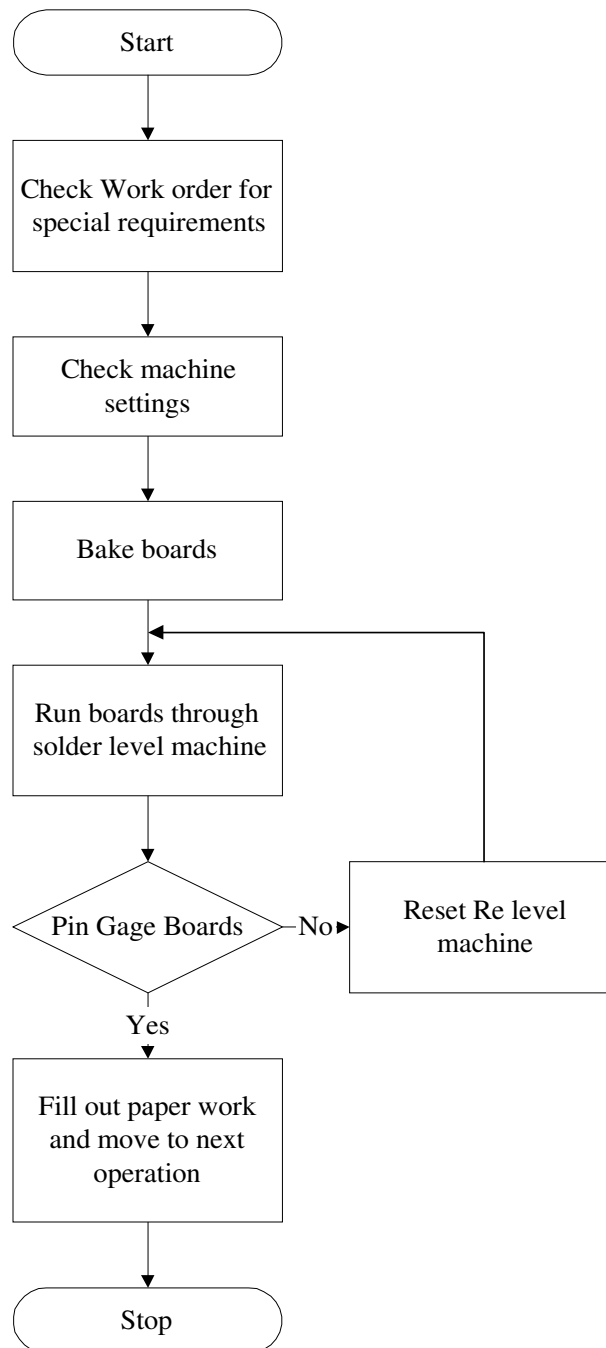 Start
Check Work order for
special requirements
Check machine
settings
Bake boards
Run boards through
solder level machine
Pin Gage Boards
No
Reset Re level
machine
Yes
Fill out paper work
and move to next
operation
Stop